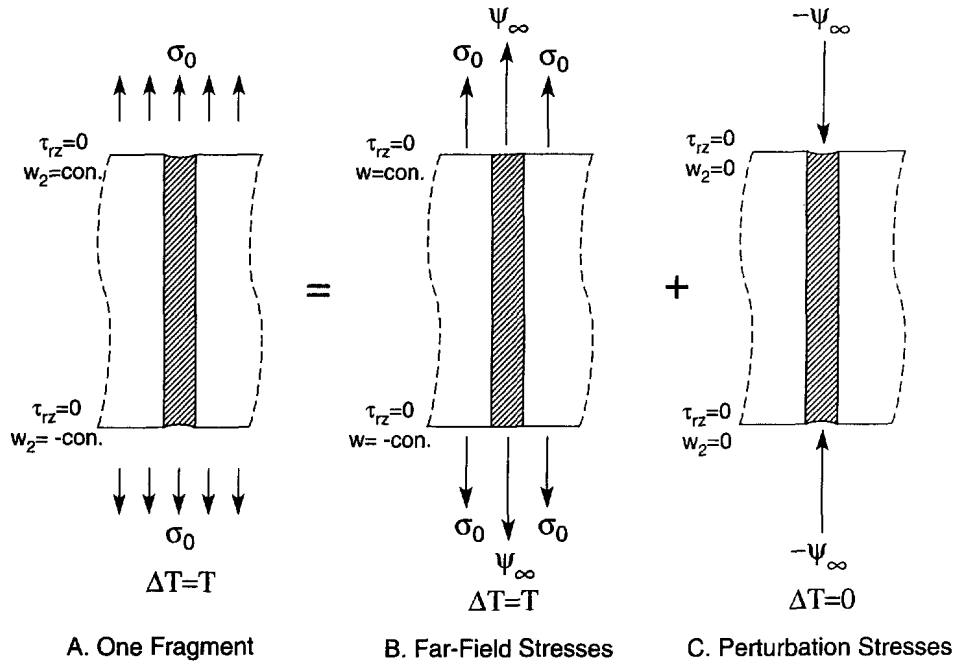 σ₀
τrz=0
w₂=con.
τrz=0
w₂= -con.
σ₀
ΔT=T
A. One Fragment
=
ψ∞
σ₀ σ₀
τrz=0
w=con.
τrz=0
w= -con.
σ₀ σ₀
ψ∞
ΔT=T
B. Far-Field Stresses
+
-ψ∞
τrz=0
w₂=0
τrz=0
w₂=0
-ψ∞
ΔT=0
C. Perturbation Stresses